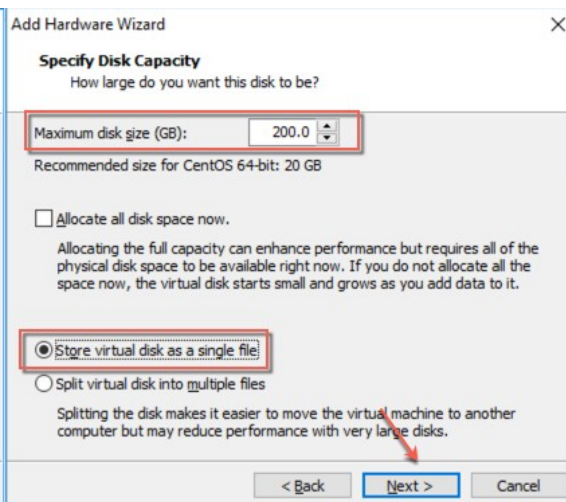 Add Hardware Wizard
Specify Disk Capacity
How large do you want this disk to be?
Maximum disk size (GB): 200.0
Recommended size for CentOS 64-bit: 20 GB
Allocate all disk space now.
Allocating the full capacity can enhance performance but requires all of the
physical disk space to be available right now. If you do not allocate all the
space now, the virtual disk starts small and grows as you add data to it.
Store virtual disk as a single file
Split virtual disk into multiple files
Splitting the disk makes it easier to move the virtual machine to another
computer but may reduce performance with very large disks.
< Back Next > Cancel